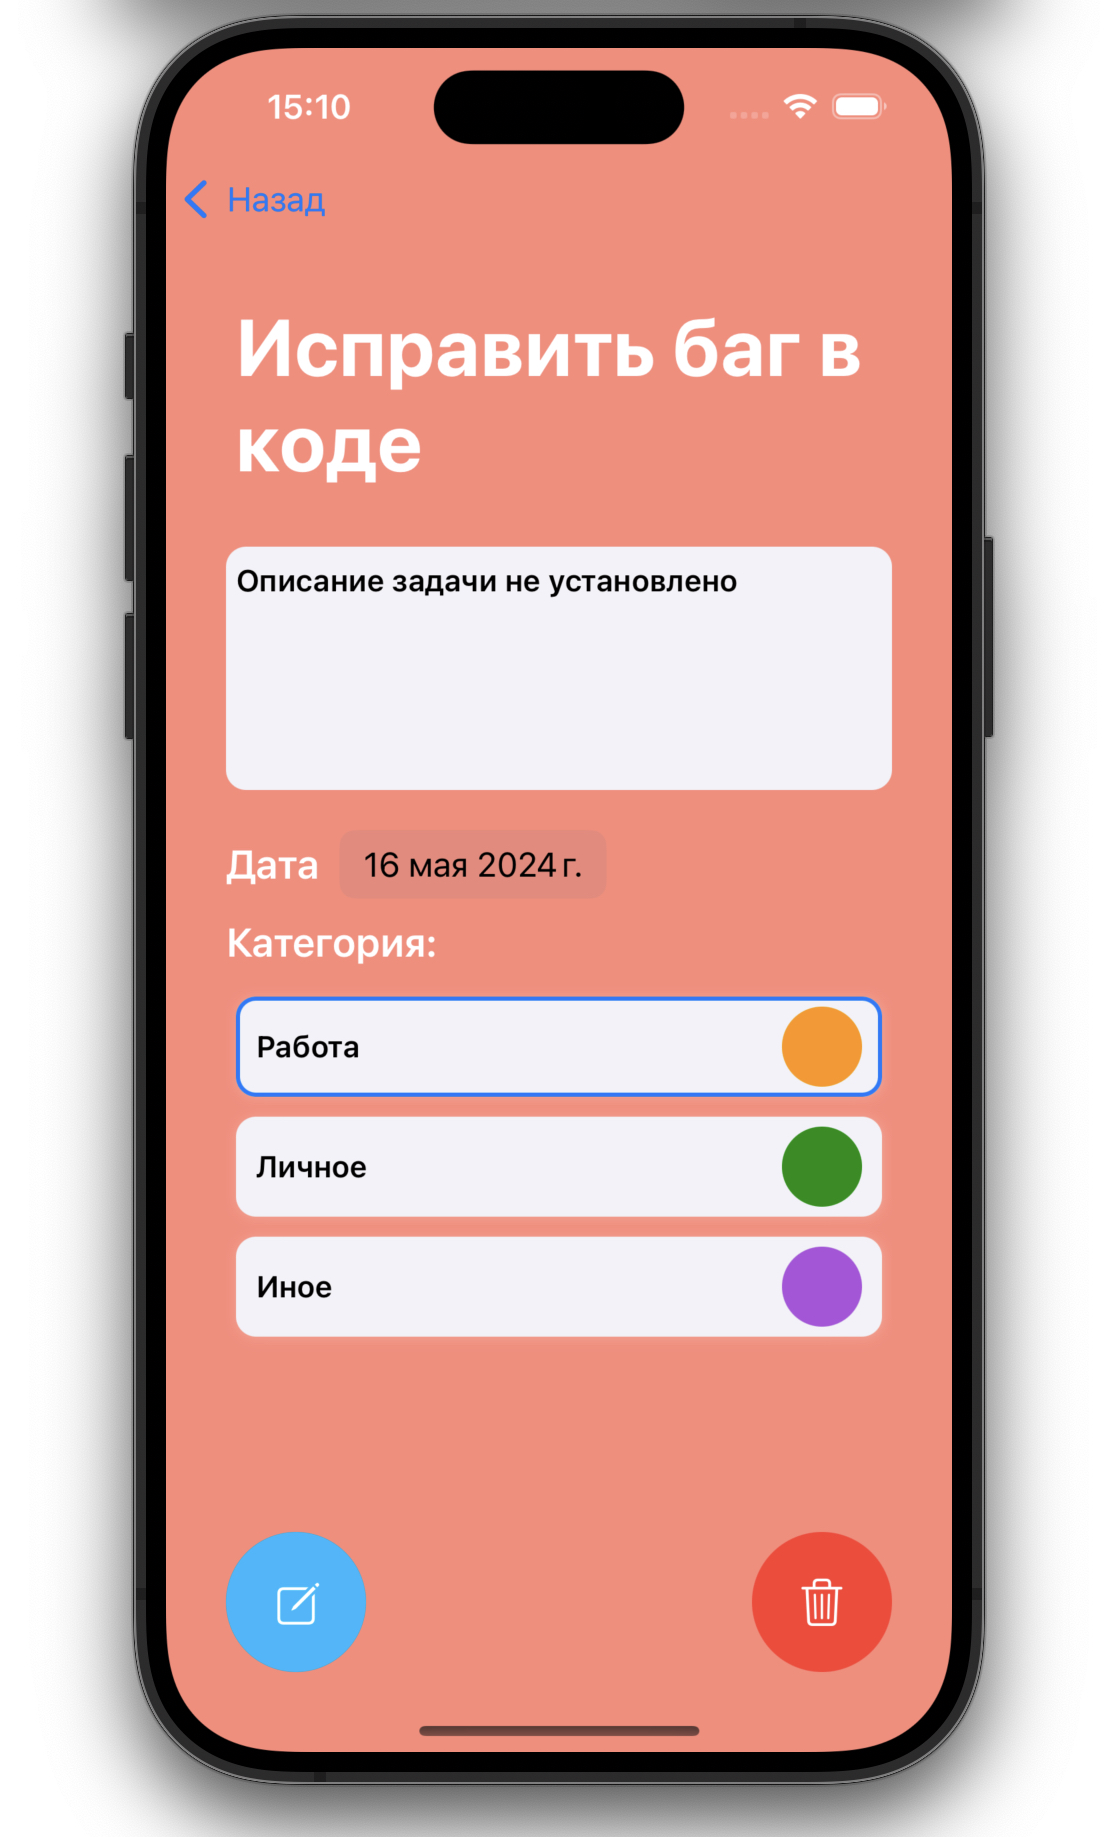 15:10
Назад
Исправить баг в
коде
Описание задачи не установлено
Дата 16 мая 2024 г.
Категория:
Работа
Личное
Иное